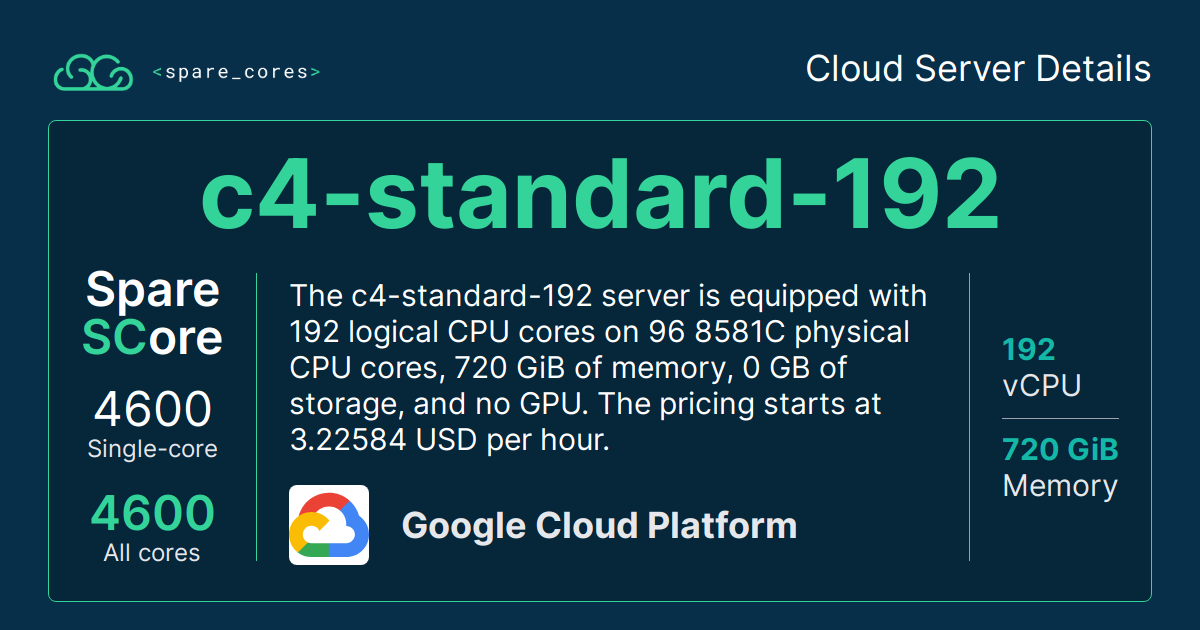 <spare_cores>
Cloud Server Details
c4-standard-192
Spare
SCore
4600
Single-core
4600
All cores
The c4-standard-192 server is equipped with
192 logical CPU cores on 96 8581C physical
CPU cores, 720 GiB of memory, 0 GB of
storage, and no GPU. The pricing starts at
3.22584 USD per hour.
Google Cloud Platform
192
vCPU
720 GiB
Memory